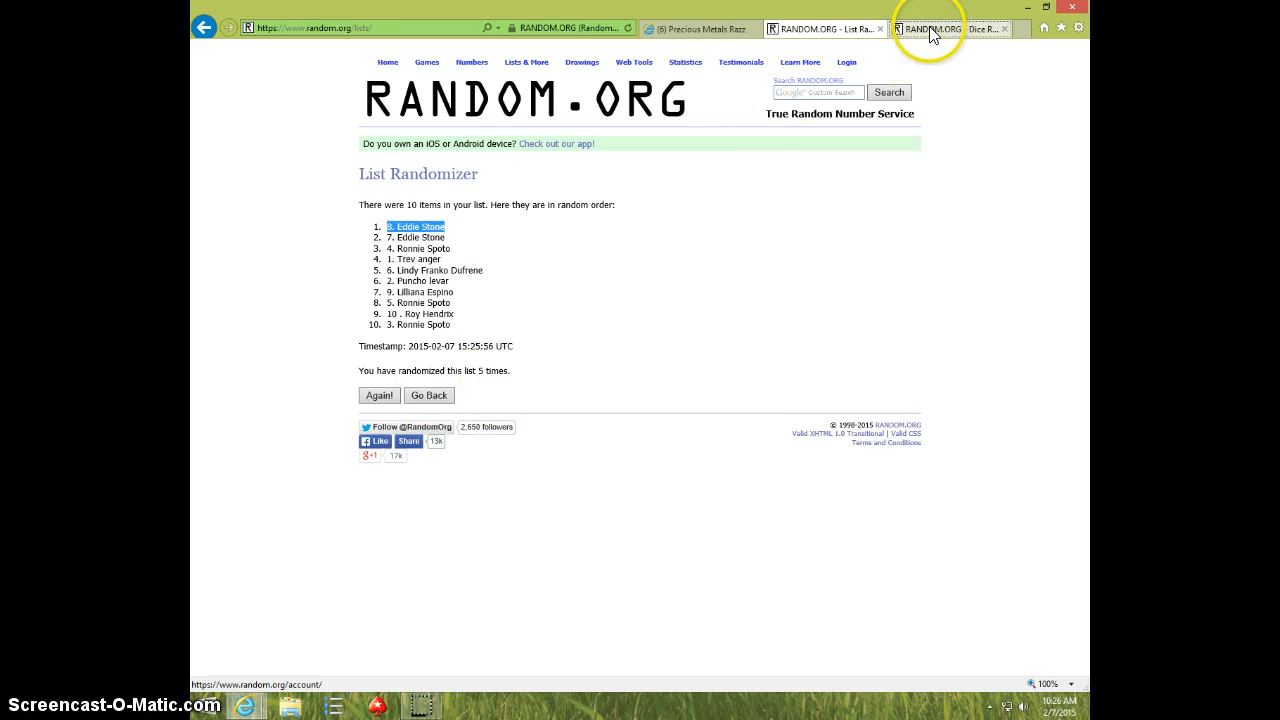 https://www.random.org/lists/
RANDOM.ORG (Random...
(6) Precious Metals Razz
RANDOM.ORG - List Ra...
RANDOM.ORG - Dice R...
Home Games Numbers Lists & More Drawings Web Tools Statistics Testimonials Learn More Login
Search RANDOM.ORG
Google™ Custom Search
Search
RANDOM.ORG
True Random Number Service
Do you own an iOS or Android device? Check out our app!
List Randomizer
There were 10 items in your list. Here they are in random order:
1. 8. Eddie Stone
2. 7. Eddie Stone
3. 4. Ronnie Spoto
4. 1. Trev anger
5. 6. Lindy Franko Dufrene
6. 2. Puncho levar
7. 9. Lilliana Espino
8. 5. Ronnie Spoto
9. 10 . Roy Hendrix
10. 3. Ronnie Spoto
Timestamp: 2015-02-07 15:25:56 UTC
You have randomized this list 5 times.
Again! Go Back
Follow @RandomOrg 2,650 followers
Like Share 13k
g+1 17k
© 1998-2015 RANDOM.ORG
Valid XHTML 1.0 Transitional | Valid CSS
Terms and Conditions
https://www.random.org/account/
100%
10:26 AM
2/7/2015
Screencast-O-Matic.com